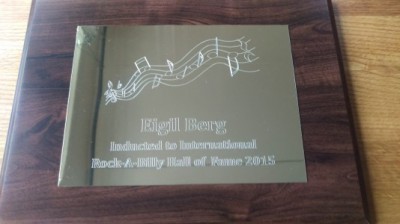 Eigil Berg
Inducted to International
Rock-A-Billy Hall of Fame 2015